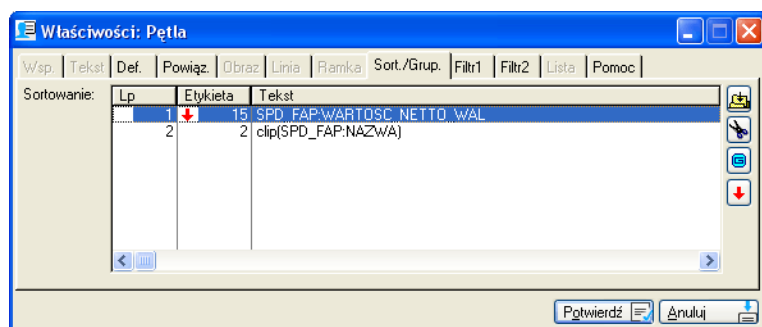 Właściwości: Pętla
Wsp. Tekst Def. Powiąz. Obraz Linia Ramka Sort./Grup. Filtr1 Filtr2 Lista Pomoc
Sortowanie: Lp Etykieta Tekst
1 15 SPD_FAP:WARTOSC_NETTO_WAL
2 2 clip(SPD_FAP:NAZWA)
Potwierdź Anuluj